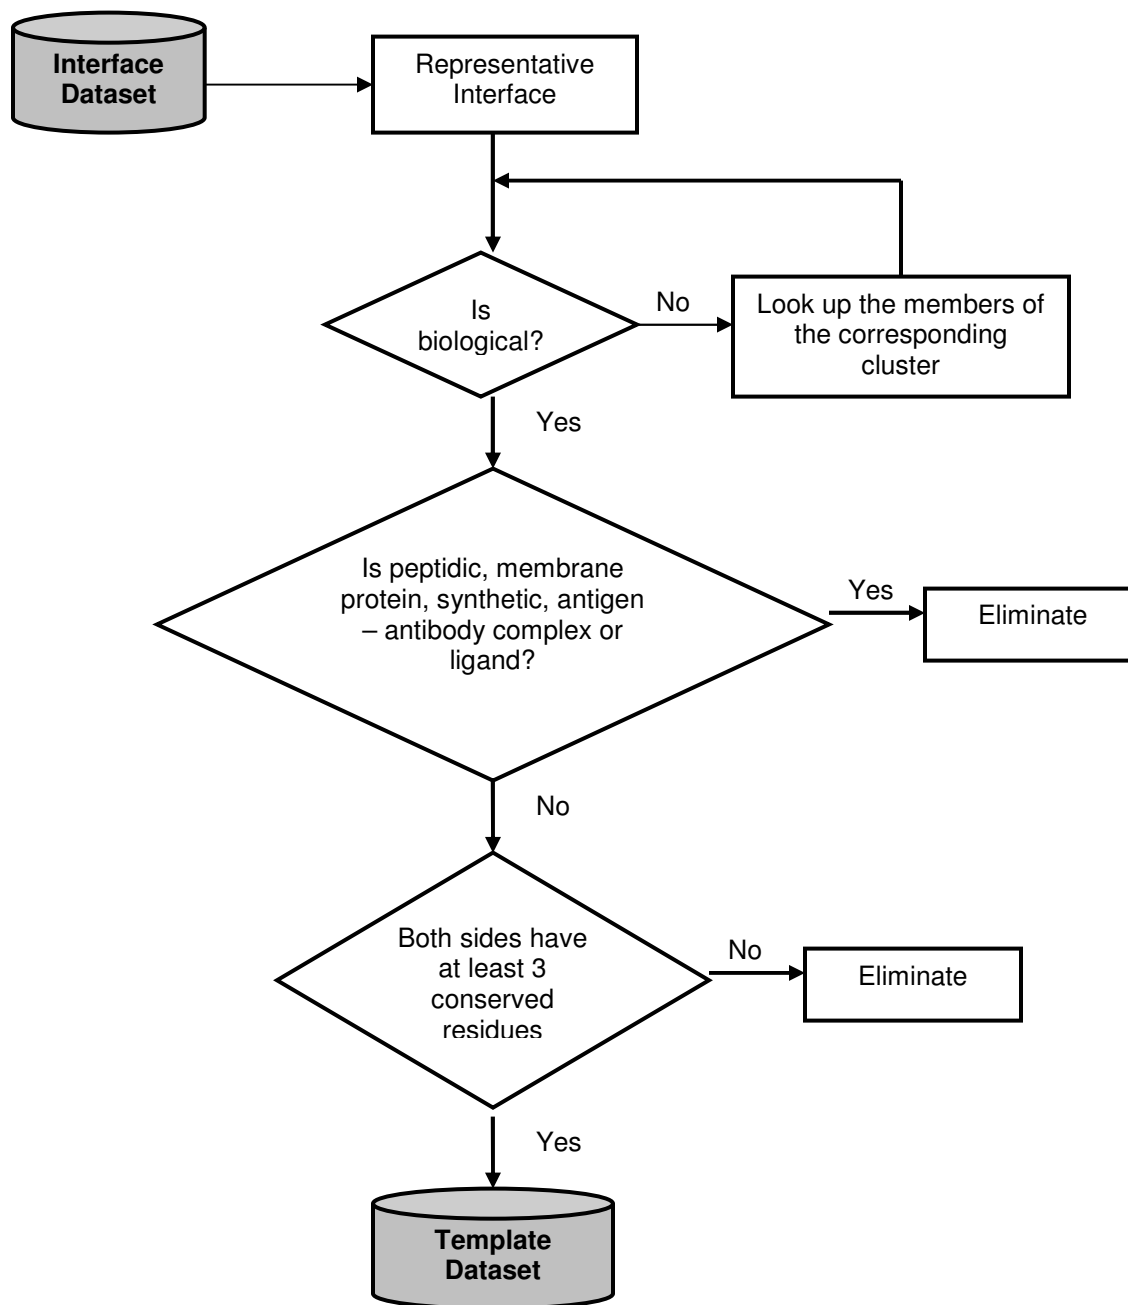 Interface
Dataset
Representative
Interface
Is
biological?
No
Look up the members of
the corresponding
cluster
Yes
Is peptidic, membrane
protein, synthetic, antigen
– antibody complex or
ligand?
Yes
Eliminate
No
Both sides have
at least 3
conserved
residues
No
Eliminate
Yes
Template
Dataset